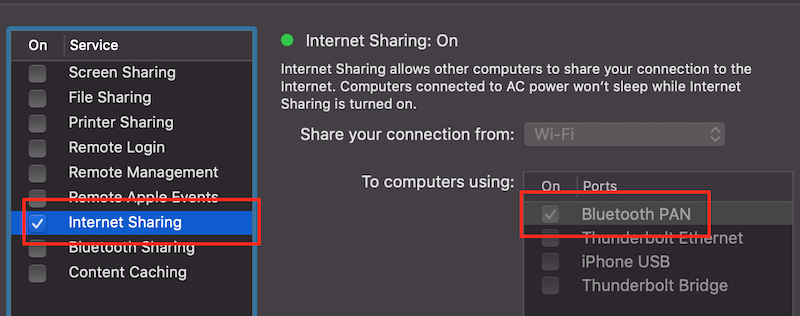 On Service
Screen Sharing
File Sharing
Printer Sharing
Remote Login
Remote Management
Remote Apple Events
Internet Sharing
Bluetooth Sharing
Content Caching
Internet Sharing: On
Internet Sharing allows other computers to share your connection to the
Internet. Computers connected to AC power won’t sleep while Internet
Sharing is turned on.
Share your connection from: Wi-Fi
To computers using:
On Ports
Bluetooth PAN
Thunderbolt Ethernet
iPhone USB
Thunderbolt Bridge